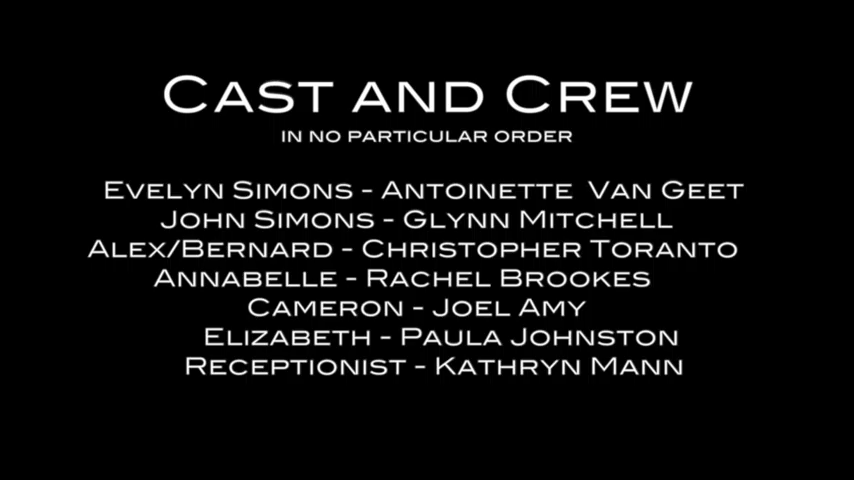 Cast and Crew
in no particular order
Evelyn Simons - Antoinette Van Geet
John Simons - Glynn Mitchell
Alex/Bernard - Christopher Toranto
Annabelle - Rachel Brookes
Cameron - Joel Amy
Elizabeth - Paula Johnston
Receptionist - Kathryn Mann